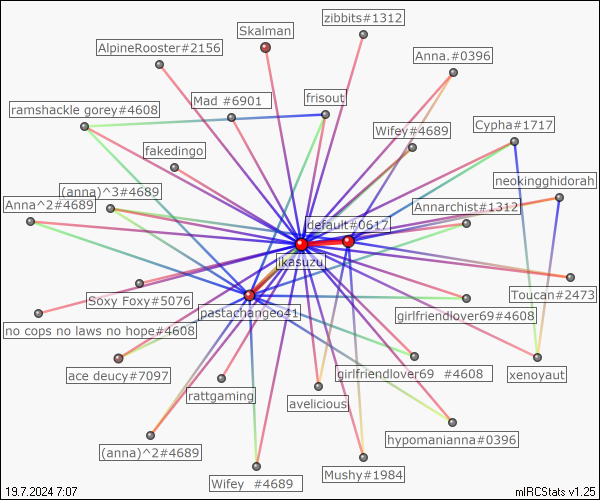 zibbits#1312
Skalman
AlpineRooster#2156
Anna.#0396
Mad #6901
frisout
ramshackle gorey#4608
Wifey#4689
Cypha#1717
fakedingo
neokingghidorah
(anna)^3#4689
Anna^2#4689
Annarchist#1312
default#0617
ikasuzu
Toucan#2473
Soxy Foxy#5076
pastachangeo41
girlfriendlover69#4608
no cops no laws no hope#4608
girlfriendlover69 #4608
xenoyaut
ace deucy#7097
rattgaming
avelicious
hypomanianna#0396
(anna)^2#4689
Mushy#1984
Wifey #4689
19.7.2024 7:07
mIRCStats v1.25